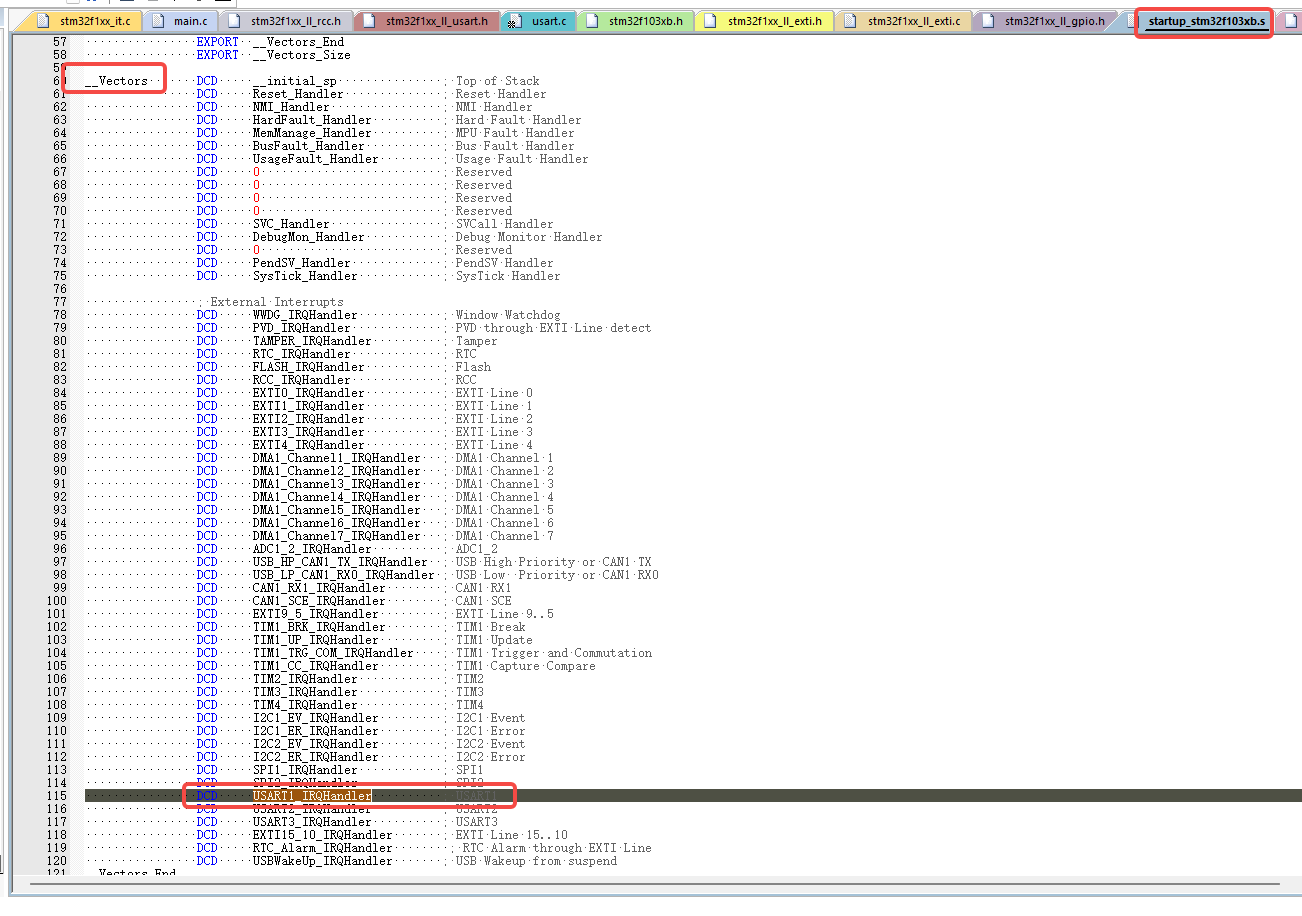 stm32f1xx_it.c main.c stm32f1xx_ll_rcc.h stm32f1xx_ll_usart.h usart.c stm32f103xb.h stm32f1xx_ll_exti.h stm32f1xx_ll_exti.c stm32f1xx_ll_gpio.h startup_stm32f103xb.s
57 EXPORT __Vectors_End
58 EXPORT __Vectors_Size
59
60 __Vectors DCD __initial_sp ; Top of Stack
61 DCD Reset_Handler ; Reset Handler
62 DCD NMI_Handler ; NMI Handler
63 DCD HardFault_Handler ; Hard Fault Handler
64 DCD MemManage_Handler ; MPU Fault Handler
65 DCD BusFault_Handler ; Bus Fault Handler
66 DCD UsageFault_Handler ; Usage Fault Handler
67 DCD 0 ; Reserved
68 DCD 0 ; Reserved
69 DCD 0 ; Reserved
70 DCD 0 ; Reserved
71 DCD SVC_Handler ; SVCall Handler
72 DCD DebugMon_Handler ; Debug Monitor Handler
73 DCD 0 ; Reserved
74 DCD PendSV_Handler ; PendSV Handler
75 DCD SysTick_Handler ; SysTick Handler
76
77 ; External Interrupts
78 DCD WWDG_IRQHandler ; Window Watchdog
79 DCD PVD_IRQHandler ; PVD through EXTI Line detect
80 DCD TAMPER_IRQHandler ; Tamper
81 DCD RTC_IRQHandler ; RTC
82 DCD FLASH_IRQHandler ; Flash
83 DCD RCC_IRQHandler ; RCC
84 DCD EXTI0_IRQHandler ; EXTI Line 0
85 DCD EXTI1_IRQHandler ; EXTI Line 1
86 DCD EXTI2_IRQHandler ; EXTI Line 2
87 DCD EXTI3_IRQHandler ; EXTI Line 3
88 DCD EXTI4_IRQHandler ; EXTI Line 4
89 DCD DMA1_Channel1_IRQHandler ; DMA1 Channel 1
90 DCD DMA1_Channel2_IRQHandler ; DMA1 Channel 2
91 DCD DMA1_Channel3_IRQHandler ; DMA1 Channel 3
92 DCD DMA1_Channel4_IRQHandler ; DMA1 Channel 4
93 DCD DMA1_Channel5_IRQHandler ; DMA1 Channel 5
94 DCD DMA1_Channel6_IRQHandler ; DMA1 Channel 6
95 DCD DMA1_Channel7_IRQHandler ; DMA1 Channel 7
96 DCD ADC1_2_IRQHandler ; ADC1_2
97 DCD USB_HP_CAN1_TX_IRQHandler ; USB High Priority or CAN1 TX
98 DCD USB_LP_CAN1_RX0_IRQHandler ; USB Low Priority or CAN1 RX0
99 DCD CAN1_RX1_IRQHandler ; CAN1 RX1
100 DCD CAN1_SCE_IRQHandler ; CAN1 SCE
101 DCD EXTI9_5_IRQHandler ; EXTI Line 9..5
102 DCD TIM1_BRK_IRQHandler ; TIM1 Break
103 DCD TIM1_UP_IRQHandler ; TIM1 Update
104 DCD TIM1_TRG_COM_IRQHandler ; TIM1 Trigger and Commutation
105 DCD TIM1_CC_IRQHandler ; TIM1 Capture Compare
106 DCD TIM2_IRQHandler ; TIM2
107 DCD TIM3_IRQHandler ; TIM3
108 DCD TIM4_IRQHandler ; TIM4
109 DCD I2C1_EV_IRQHandler ; I2C1 Event
110 DCD I2C1_ER_IRQHandler ; I2C1 Error
111 DCD I2C2_EV_IRQHandler ; I2C2 Event
112 DCD I2C2_ER_IRQHandler ; I2C2 Error
113 DCD SPI1_IRQHandler ; SPI1
114 DCD SPI2_IRQHandler ; SPI2
115 DCD USART1_IRQHandler ; USART1
116 DCD USART2_IRQHandler ; USART2
117 DCD USART3_IRQHandler ; USART3
118 DCD EXTI15_10_IRQHandler ; EXTI Line 15..10
119 DCD RTC_Alarm_IRQHandler ; RTC Alarm through EXTI Line
120 DCD USBWakeUp_IRQHandler ; USB Wakeup from suspend
121 __Vectors_End